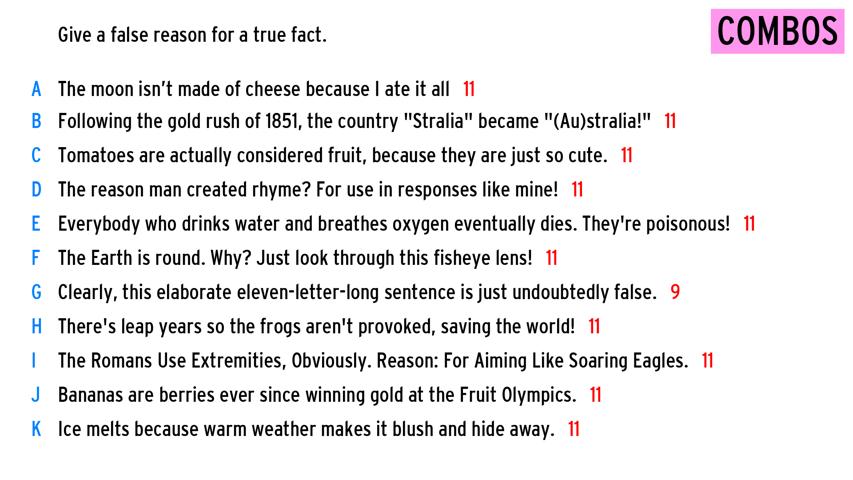 Give a false reason for a true fact.
COMBOS
A The moon isn't made of cheese because I ate it all 11
B Following the gold rush of 1851, the country "Stralia" became "(Au)stralia!" 11
C Tomatoes are actually considered fruit, because they are just so cute. 11
D The reason man created rhyme? For use in responses like mine! 11
E Everybody who drinks water and breathes oxygen eventually dies. They're poisonous! 11
F The Earth is round. Why? Just look through this fisheye lens! 11
G Clearly, this elaborate eleven-letter-long sentence is just undoubtedly false. 9
H There's leap years so the frogs aren't provoked, saving the world! 11
I The Romans Use Extremities, Obviously. Reason: For Aiming Like Soaring Eagles. 11
J Bananas are berries ever since winning gold at the Fruit Olympics. 11
K Ice melts because warm weather makes it blush and hide away. 11